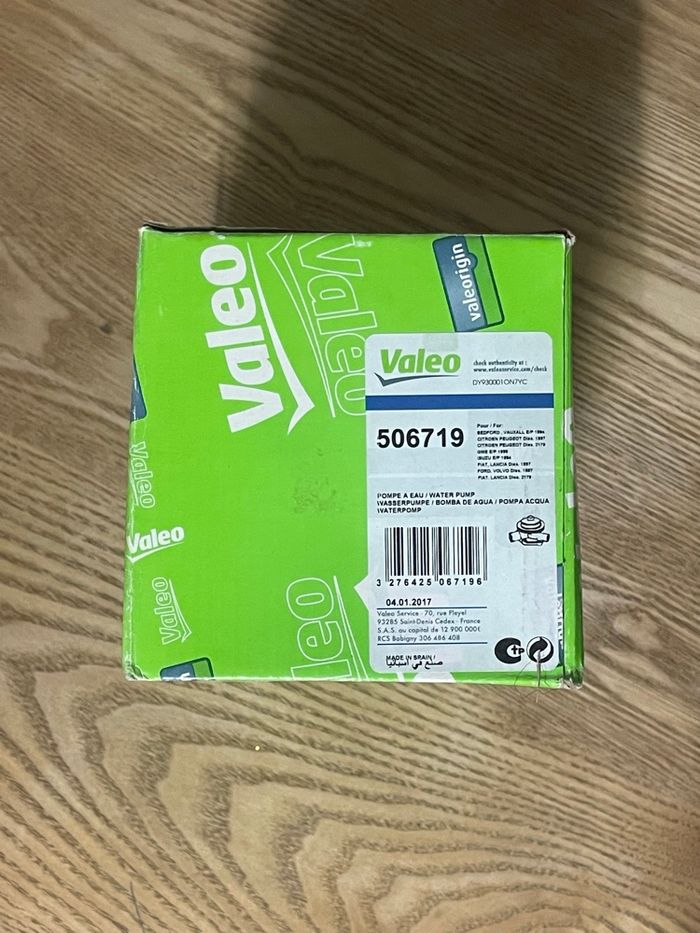 Valeo
Valeo
valeorigin
Valeo
check authenticity at :
www.valeoservice.com/check
DY930001ON7YC
506719
Pour / For:
BEDFORD , VAUXALL E/P 1994
CITROEN PEUGEOT Dies. 1997
CITROEN PEUGEOT Dies. 2179
GME E/P 1998
ISUZU E/P 1994
FIAT, LANCIA Dies. 1997
FORD, VOLVO Dies. 1997
FIAT, LANCIA Dies. 2179
POMPE A EAU / WATER PUMP
WASSERPUMPE / BOMBA DE AGUA / POMPA ACQUA
WATERPOMP
3 276425 067196
04.01.2017
Valeo Service - 70, rue Pleyel
93285 Saint-Denis Cedex - France
S.A.S. au capital de 12 900 000€
RCS Bobigny 306 486 408
MADE IN SPAIN /
صنع في اسبانيا
Valeo
Valeo
Valeo
Valeo